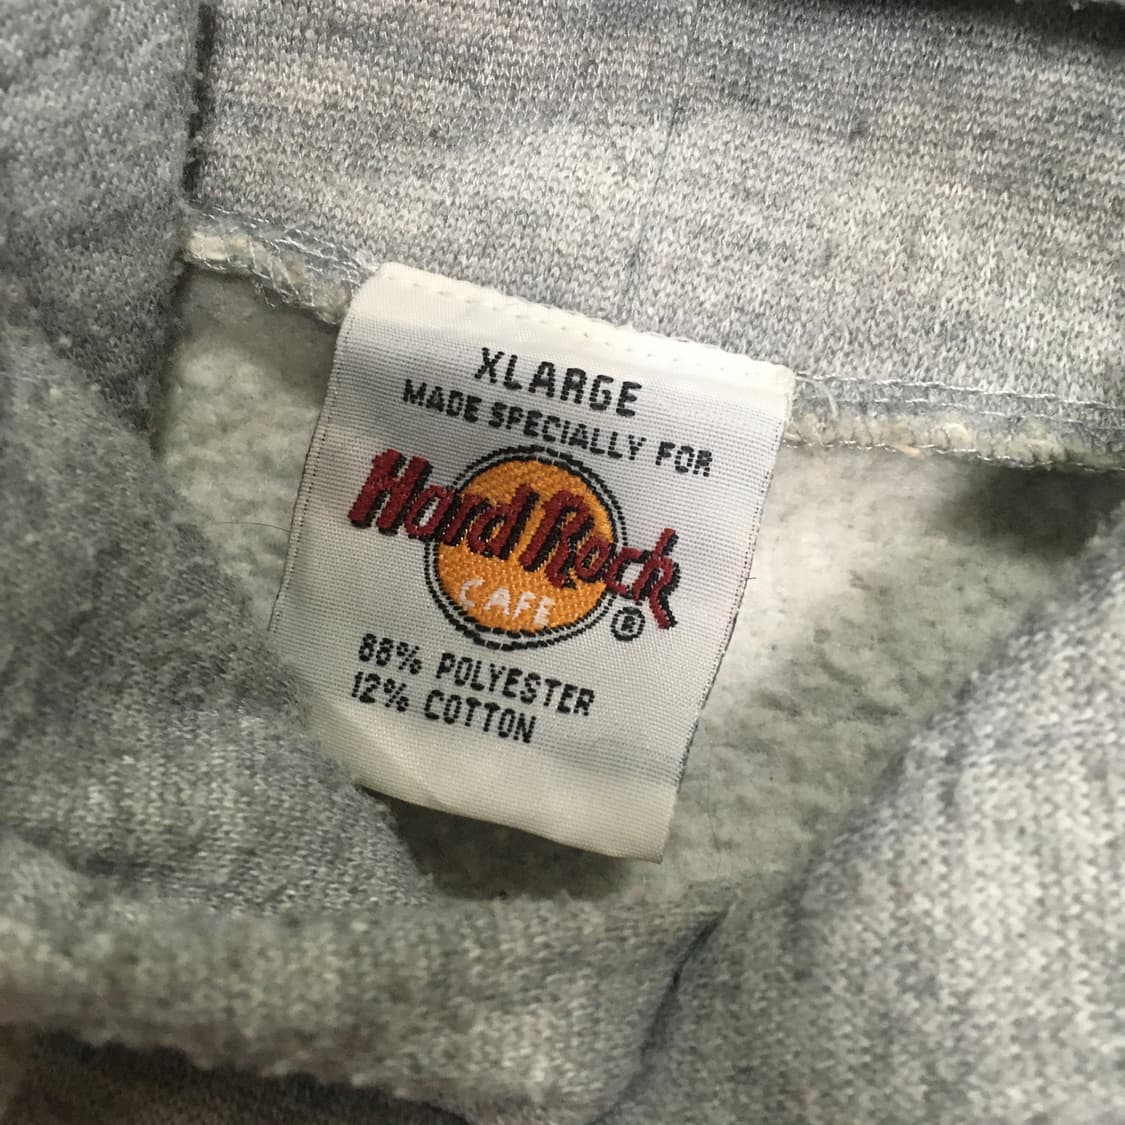 XLARGE
MADE SPECIALLY FOR
Hard Rock
CAFE
®
88% POLYESTER
12% COTTON